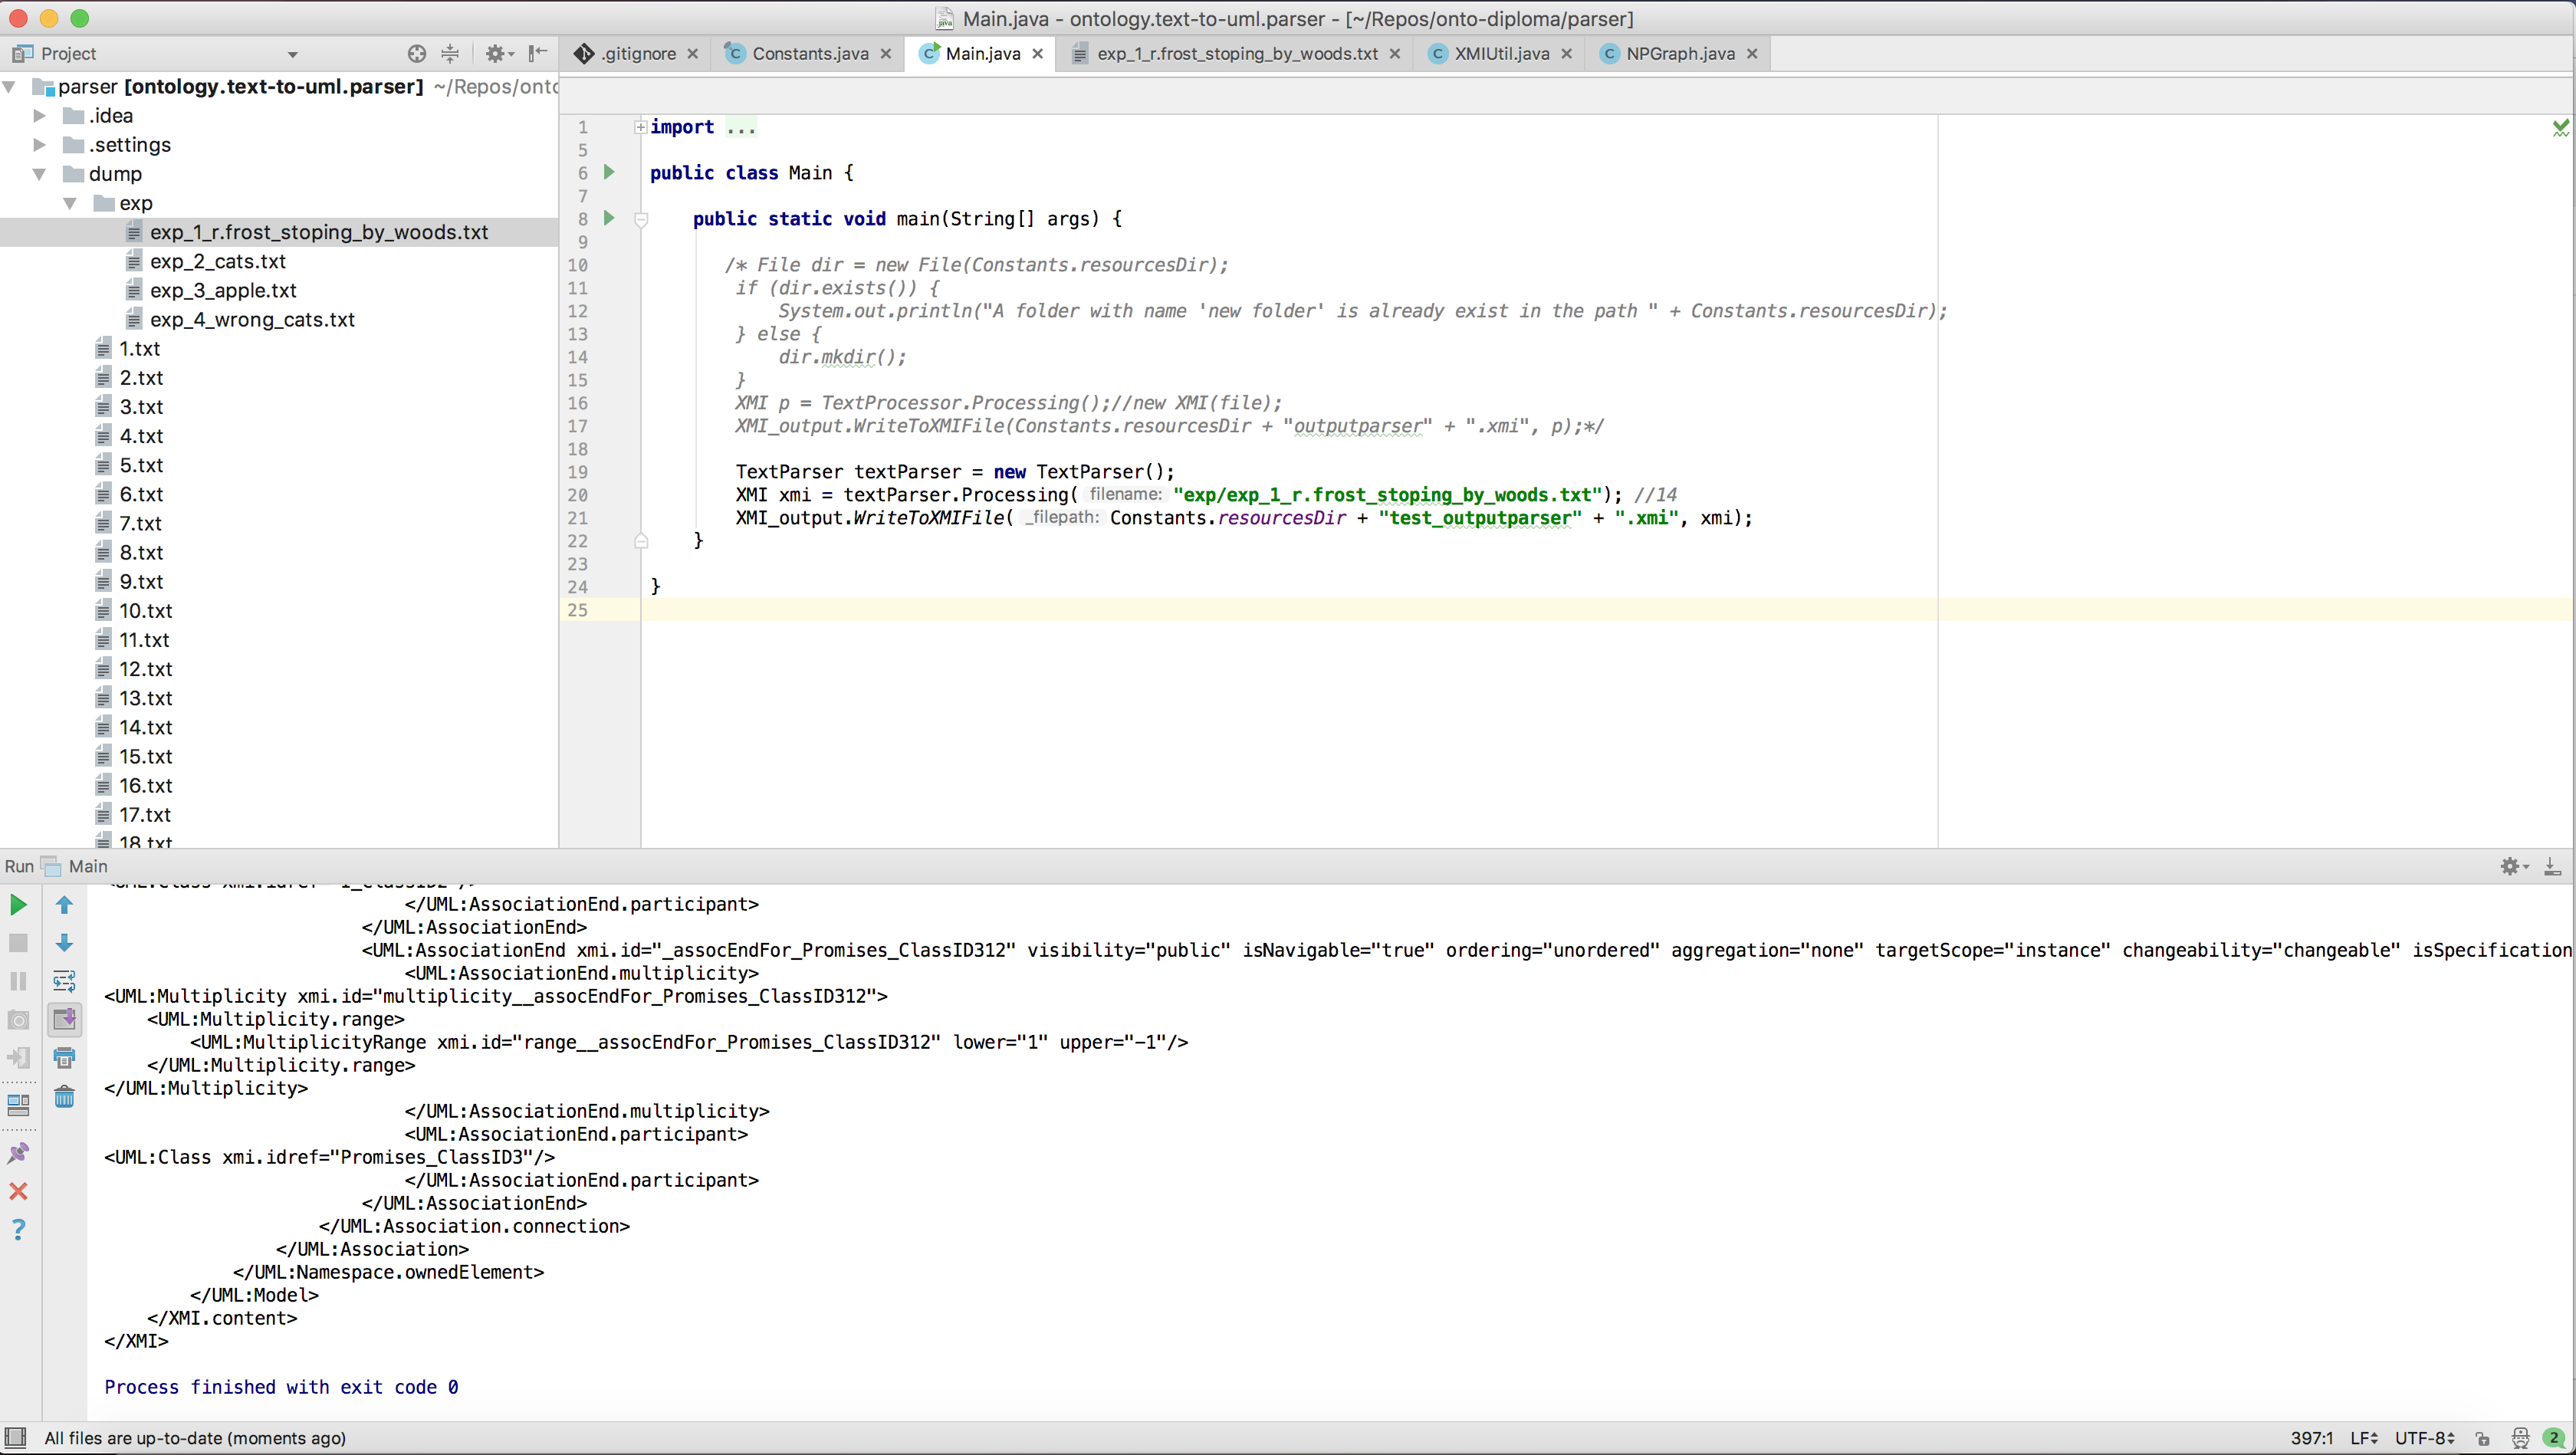 Main.java - ontology.text-to-uml.parser - [~/Repos/onto-diploma/parser]
Project
.gitignore
Constants.java
Main.java
exp_1_r.frost_stoping_by_woods.txt
XMIUtil.java
NPGraph.java
parser [ontology.text-to-uml.parser] ~/Repos/onto
.idea
.settings
dump
exp
exp_1_r.frost_stoping_by_woods.txt
exp_2_cats.txt
exp_3_apple.txt
exp_4_wrong_cats.txt
1.txt
2.txt
3.txt
4.txt
5.txt
6.txt
7.txt
8.txt
9.txt
10.txt
11.txt
12.txt
13.txt
14.txt
15.txt
16.txt
17.txt
18.txt
1 import ...
5
6 public class Main {
7
8 public static void main(String[] args) {
9
10 /* File dir = new File(Constants.resourcesDir);
11 if (dir.exists()) {
12 System.out.println("A folder with name 'new folder' is already exist in the path " + Constants.resourcesDir);
13 } else {
14 dir.mkdir();
15 }
16 XMI p = TextProcessor.Processing();//new XMI(file);
17 XMI_output.WriteToXMIFile(Constants.resourcesDir + "outputparser" + ".xmi", p);*/
18
19 TextParser textParser = new TextParser();
20 XMI xmi = textParser.Processing( filename: "exp/exp_1_r.frost_stoping_by_woods.txt"); //14
21 XMI_output.WriteToXMIFile( _filepath: Constants.resourcesDir + "test_outputparser" + ".xmi", xmi);
22 }
23
24 }
25
Run Main
</UML:AssociationEnd.participant>
</UML:AssociationEnd>
<UML:AssociationEnd xmi.id="_assocEndFor_Promises_ClassID312" visibility="public" isNavigable="true" ordering="unordered" aggregation="none" targetScope="instance" changeability="changeable" isSpecification
<UML:AssociationEnd.multiplicity>
<UML:Multiplicity xmi.id="multiplicity__assocEndFor_Promises_ClassID312">
<UML:Multiplicity.range>
<UML:MultiplicityRange xmi.id="range__assocEndFor_Promises_ClassID312" lower="1" upper="-1"/>
</UML:Multiplicity.range>
</UML:Multiplicity>
</UML:AssociationEnd.multiplicity>
<UML:AssociationEnd.participant>
<UML:Class xmi.idref="Promises_ClassID3"/>
</UML:AssociationEnd.participant>
</UML:AssociationEnd>
</UML:Association.connection>
</UML:Association>
</UML:Namespace.ownedElement>
</UML:Model>
</XMI.content>
</XMI>
Process finished with exit code 0
All files are up-to-date (moments ago)
397:1 LF UTF-8 2